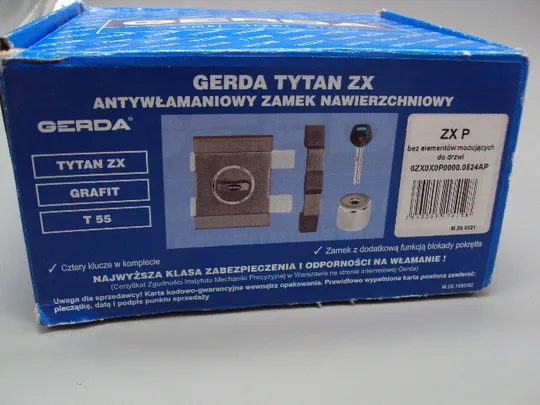 GERDA TYTAN ZX
ANTYWŁAMANIOWY ZAMEK NAWIERZCHNIOWY
GERDA
TYTAN ZX
GRAFIT
T 55
ZX P
bez elementów mocujących
do drzwi
0ZX0X0P0000.0524AP
M.26.0321
✓ Cztery klucze w komplecie
✓ Zamek z dodatkową funkcją blokady pokrętła
NAJWYŻSZA KLASA ZABEZPIECZENIA I ODPORNOŚCI NA WŁAMANIE !
(Certyfikat Zgodności Instytutu Mechaniki Precyzyjnej w Warszawie na stronie internetowej Gerda)
Uwaga dla sprzedawcy! Karta kodowo-gwarancyjna wewnątrz opakowania. Prawidłowo wypełniona karta powinna zawierać:
pieczątkę, datę i podpis punktu sprzedaży